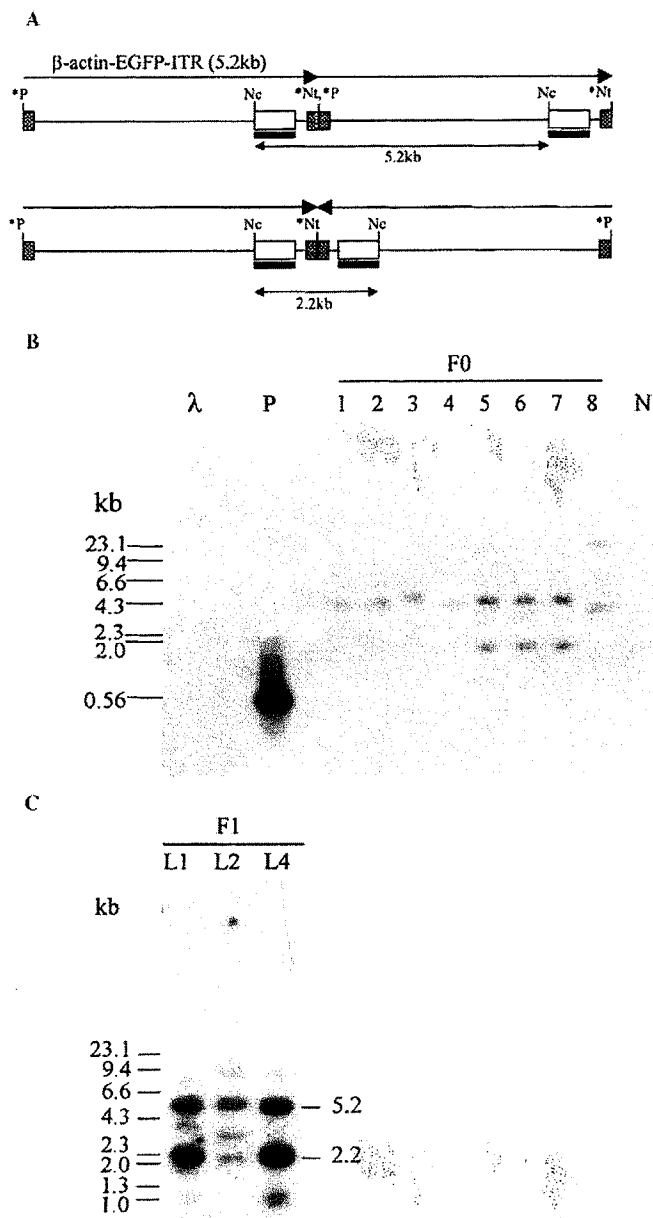 A
β-actin-EGFP-ITR (5.2kb)
*P Nc *Nt,*P Nc *Nt
5.2kb
*P Nc *Nt Nc *P
2.2kb
B
F0
λ P 1 2 3 4 5 6 7 8 N
kb
23.1
9.4
6.6
4.3
2.3
2.0
0.56
C
F1
L1 L2 L4
kb
23.1
9.4
6.6
5.2
4.3
2.3
2.2
2.0
1.3
1.0